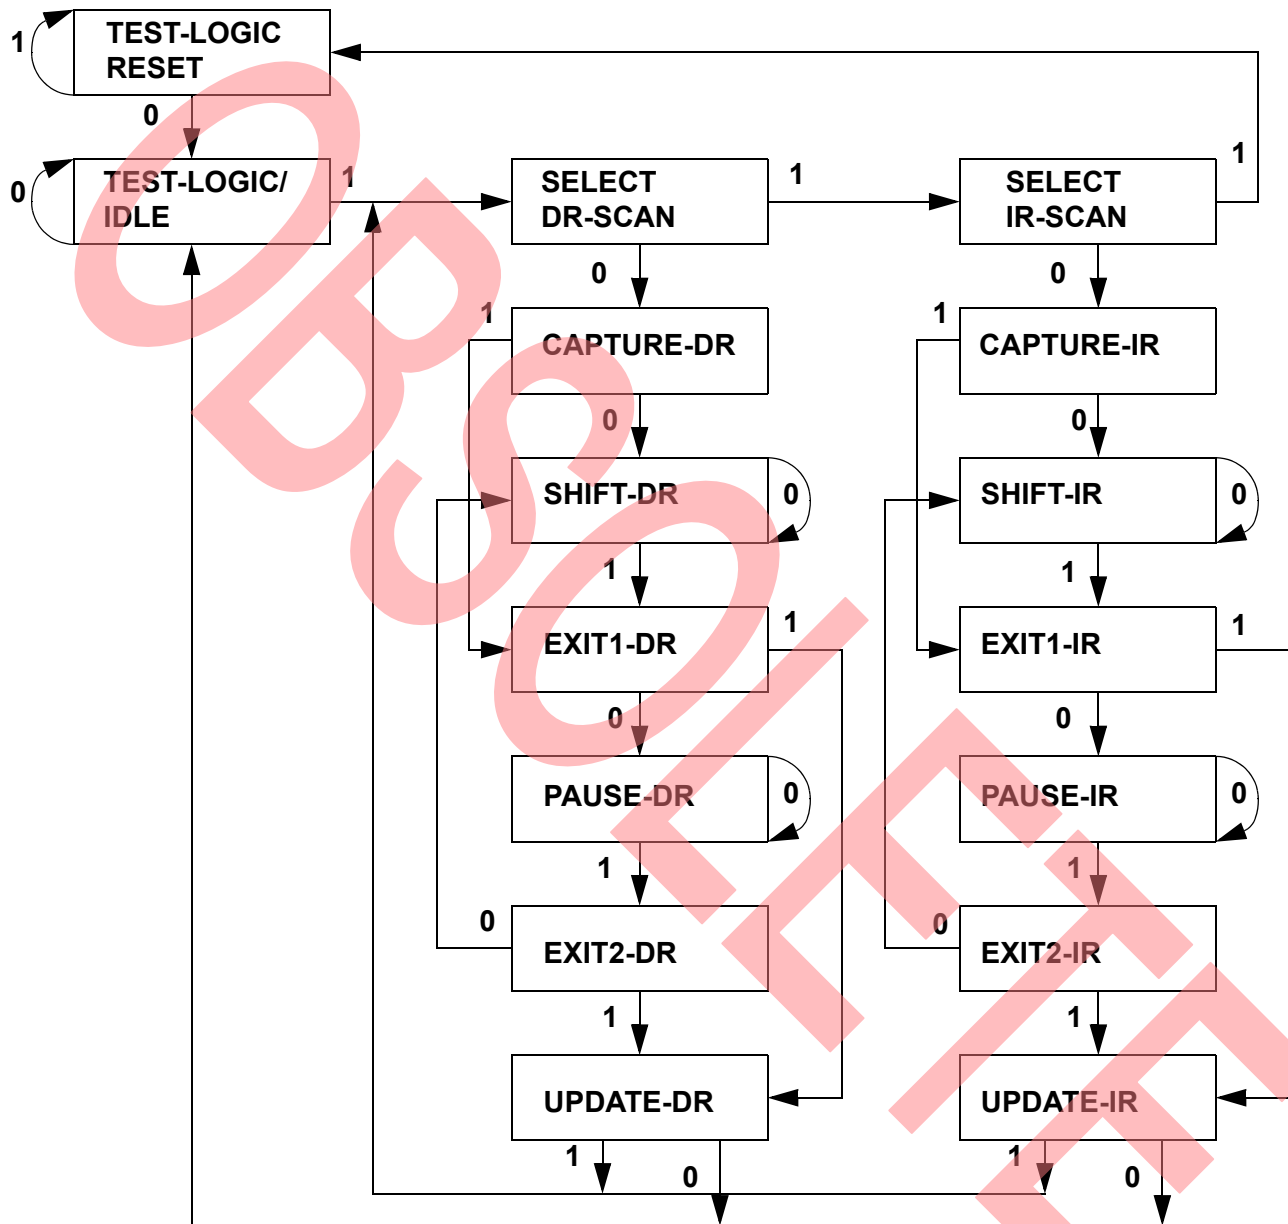 TEST-LOGIC
RESET
1
0
TEST-LOGIC/
IDLE
0
1
SELECT
DR-SCAN
1
SELECT
IR-SCAN
1
0
0
1
CAPTURE-DR
1
CAPTURE-IR
0
0
SHIFT-DR
0
SHIFT-IR
0
1
1
EXIT1-DR
1
EXIT1-IR
1
0
0
PAUSE-DR
0
PAUSE-IR
0
1
1
0
EXIT2-DR
0
EXIT2-IR
1
1
UPDATE-DR
UPDATE-IR
1
0
1
0
OBSOLETE